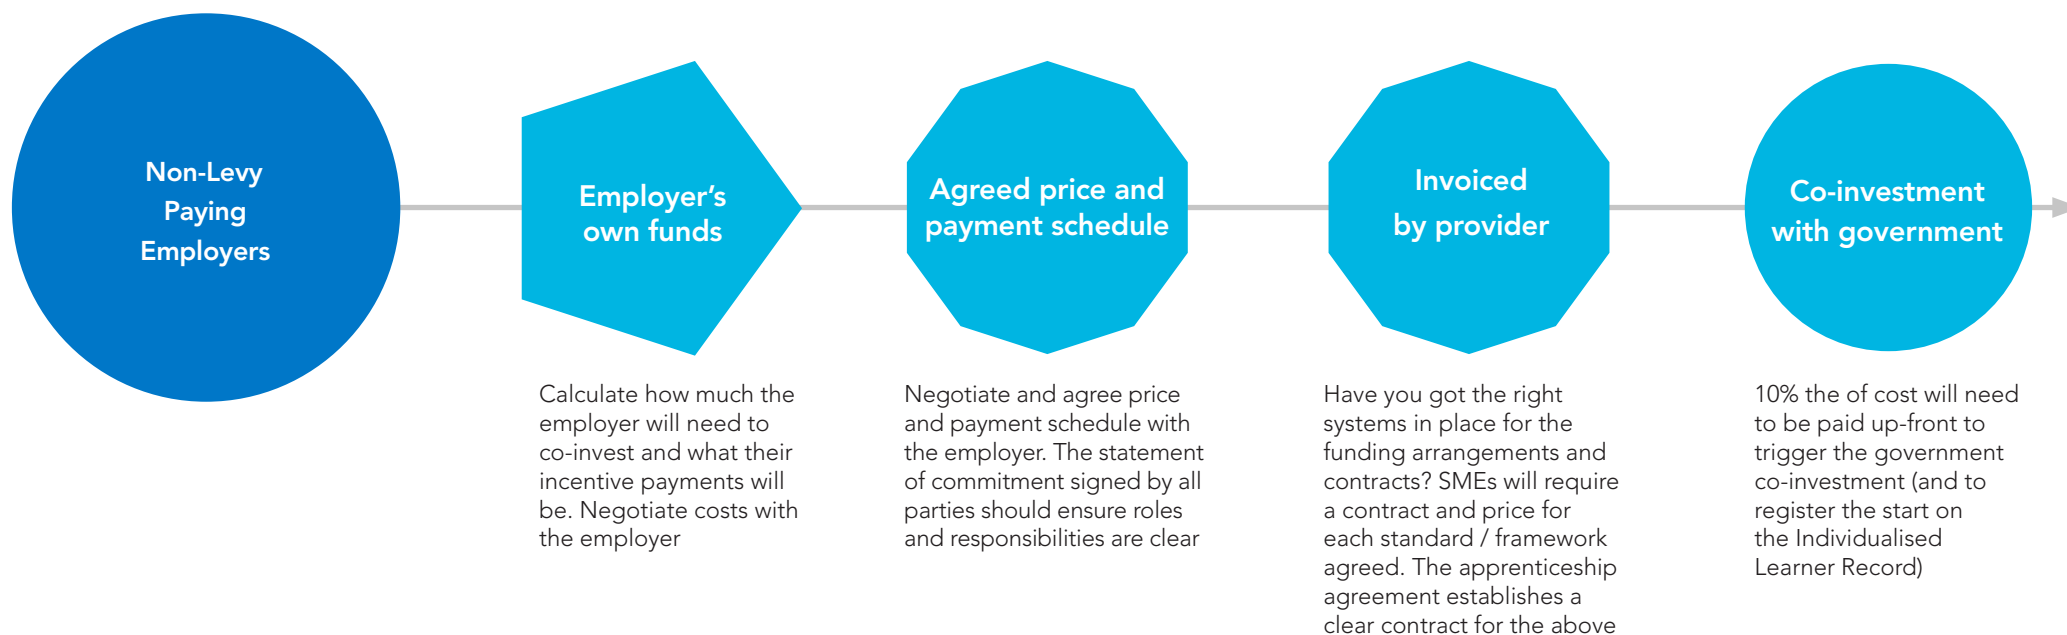 Non-Levy
Paying
Employers
Employer’s
own funds
Calculate how much the
employer will need to
co-invest and what their
incentive payments will
be. Negotiate costs with
the employer
Agreed price and
payment schedule
Negotiate and agree price
and payment schedule with
the employer. The statement
of commitment signed by all
parties should ensure roles
and responsibilities are clear
Invoiced
by provider
Have you got the right
systems in place for the
funding arrangements and
contracts? SMEs will require
a contract and price for
each standard / framework
agreed. The apprenticeship
agreement establishes a
clear contract for the above
Co-investment
with government
10% the of cost will need
to be paid up-front to
trigger the government
co-investment (and to
register the start on
the Individualised
Learner Record)